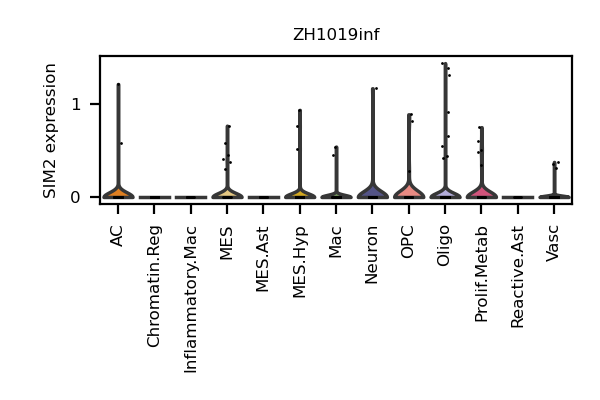 ZH1019inf
SIM2 expression
1
0
AC
Chromatin.Reg
Inflammatory.Mac
MES
MES.Ast
MES.Hyp
Mac
Neuron
OPC
Oligo
Prolif.Metab
Reactive.Ast
Vasc